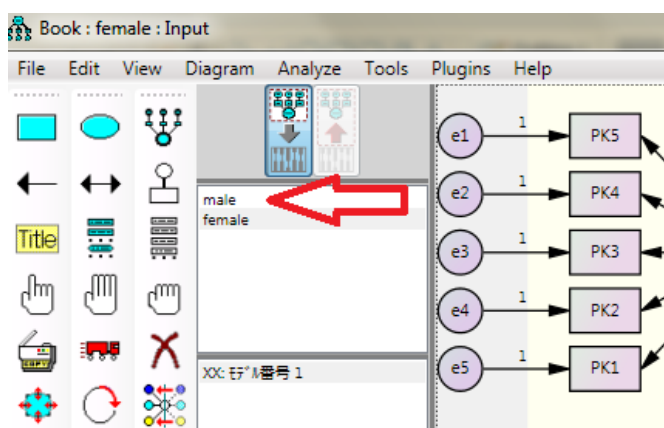 Book : female : Input
File Edit View Diagram Analyze Tools Plugins Help
Title
male
female
XX: ﾓﾃﾞﾙ番号 1
COPY
e1 1 PK5
e2 1 PK4
e3 1 PK3
e4 1 PK2
e5 1 PK1